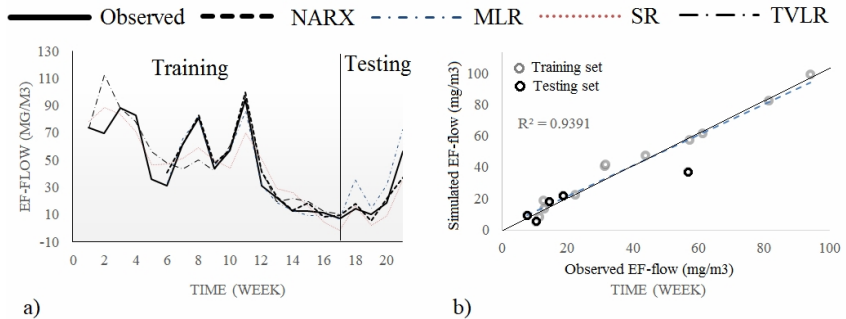 Observed NARX MLR SR TVLR
130
110
90
70
50
30
10
-10
EF-FLOW (MG/M3)
Training
Testing
0 2 4 6 8 10 12 14 16 18 20
TIME (WEEK)
a)
100
80
60
40
20
0
Simulated EF-flow (mg/m3)
Training set
Testing set
R² = 0.9391
0 20 40 60 80 100
Observed EF-flow (mg/m3)
TIME (WEEK)
b)